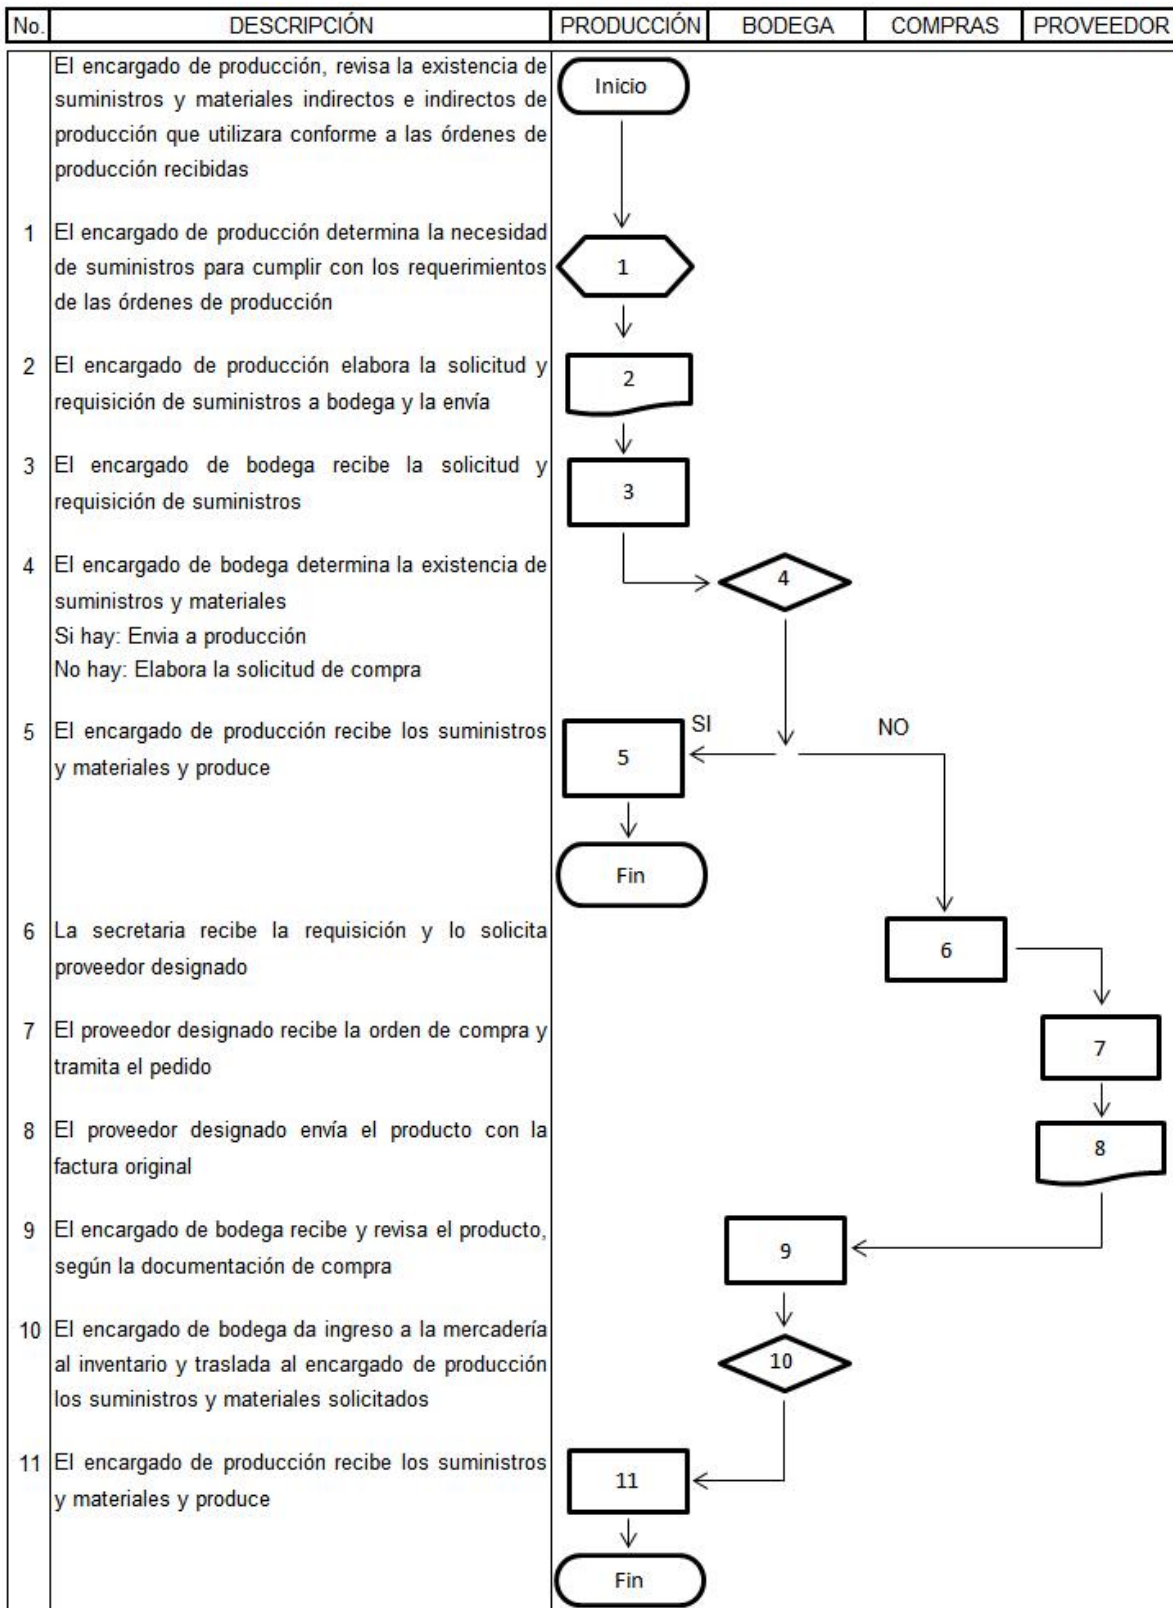 No. DESCRIPCIÓN PRODUCCIÓN BODEGA COMPRAS PROVEEDOR
El encargado de producción, revisa la existencia de
suministros y materiales indirectos e indirectos de
producción que utilizara conforme a las órdenes de
producción recibidas
Inicio
1 El encargado de producción determina la necesidad
de suministros para cumplir con los requerimientos
de las órdenes de producción
1
2 El encargado de producción elabora la solicitud y
requisición de suministros a bodega y la envía
2
3 El encargado de bodega recibe la solicitud y
requisición de suministros
3
4 El encargado de bodega determina la existencia de
suministros y materiales
Si hay: Envia a producción
No hay: Elabora la solicitud de compra
4
5 El encargado de producción recibe los suministros
y materiales y produce
5
SI
NO
Fin
6 La secretaria recibe la requisición y lo solicita
proveedor designado
6
7 El proveedor designado recibe la orden de compra y
tramita el pedido
7
8 El proveedor designado envía el producto con la
factura original
8
9 El encargado de bodega recibe y revisa el producto,
según la documentación de compra
9
10 El encargado de bodega da ingreso a la mercadería
al inventario y traslada al encargado de producción
los suministros y materiales solicitados
10
11 El encargado de producción recibe los suministros
y materiales y produce
11
Fin